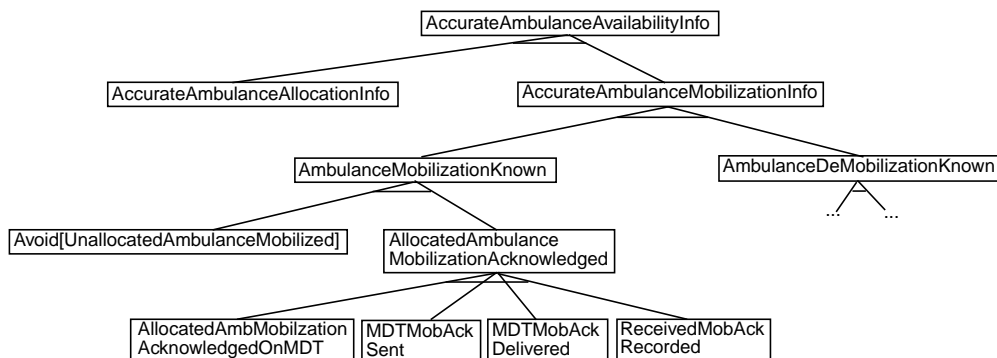 AccurateAmbulanceAvailabilityInfo
AccurateAmbulanceAllocationInfo
AccurateAmbulanceMobilizationInfo
AmbulanceMobilizationKnown
AmbulanceDeMobilizationKnown
...
...
Avoid[UnallocatedAmbulanceMobilized]
AllocatedAmbulance
MobilizationAcknowledged
AllocatedAmbMobilzation
AcknowledgedOnMDT
MDTMobAck
Sent
MDTMobAck
Delivered
ReceivedMobAck
Recorded